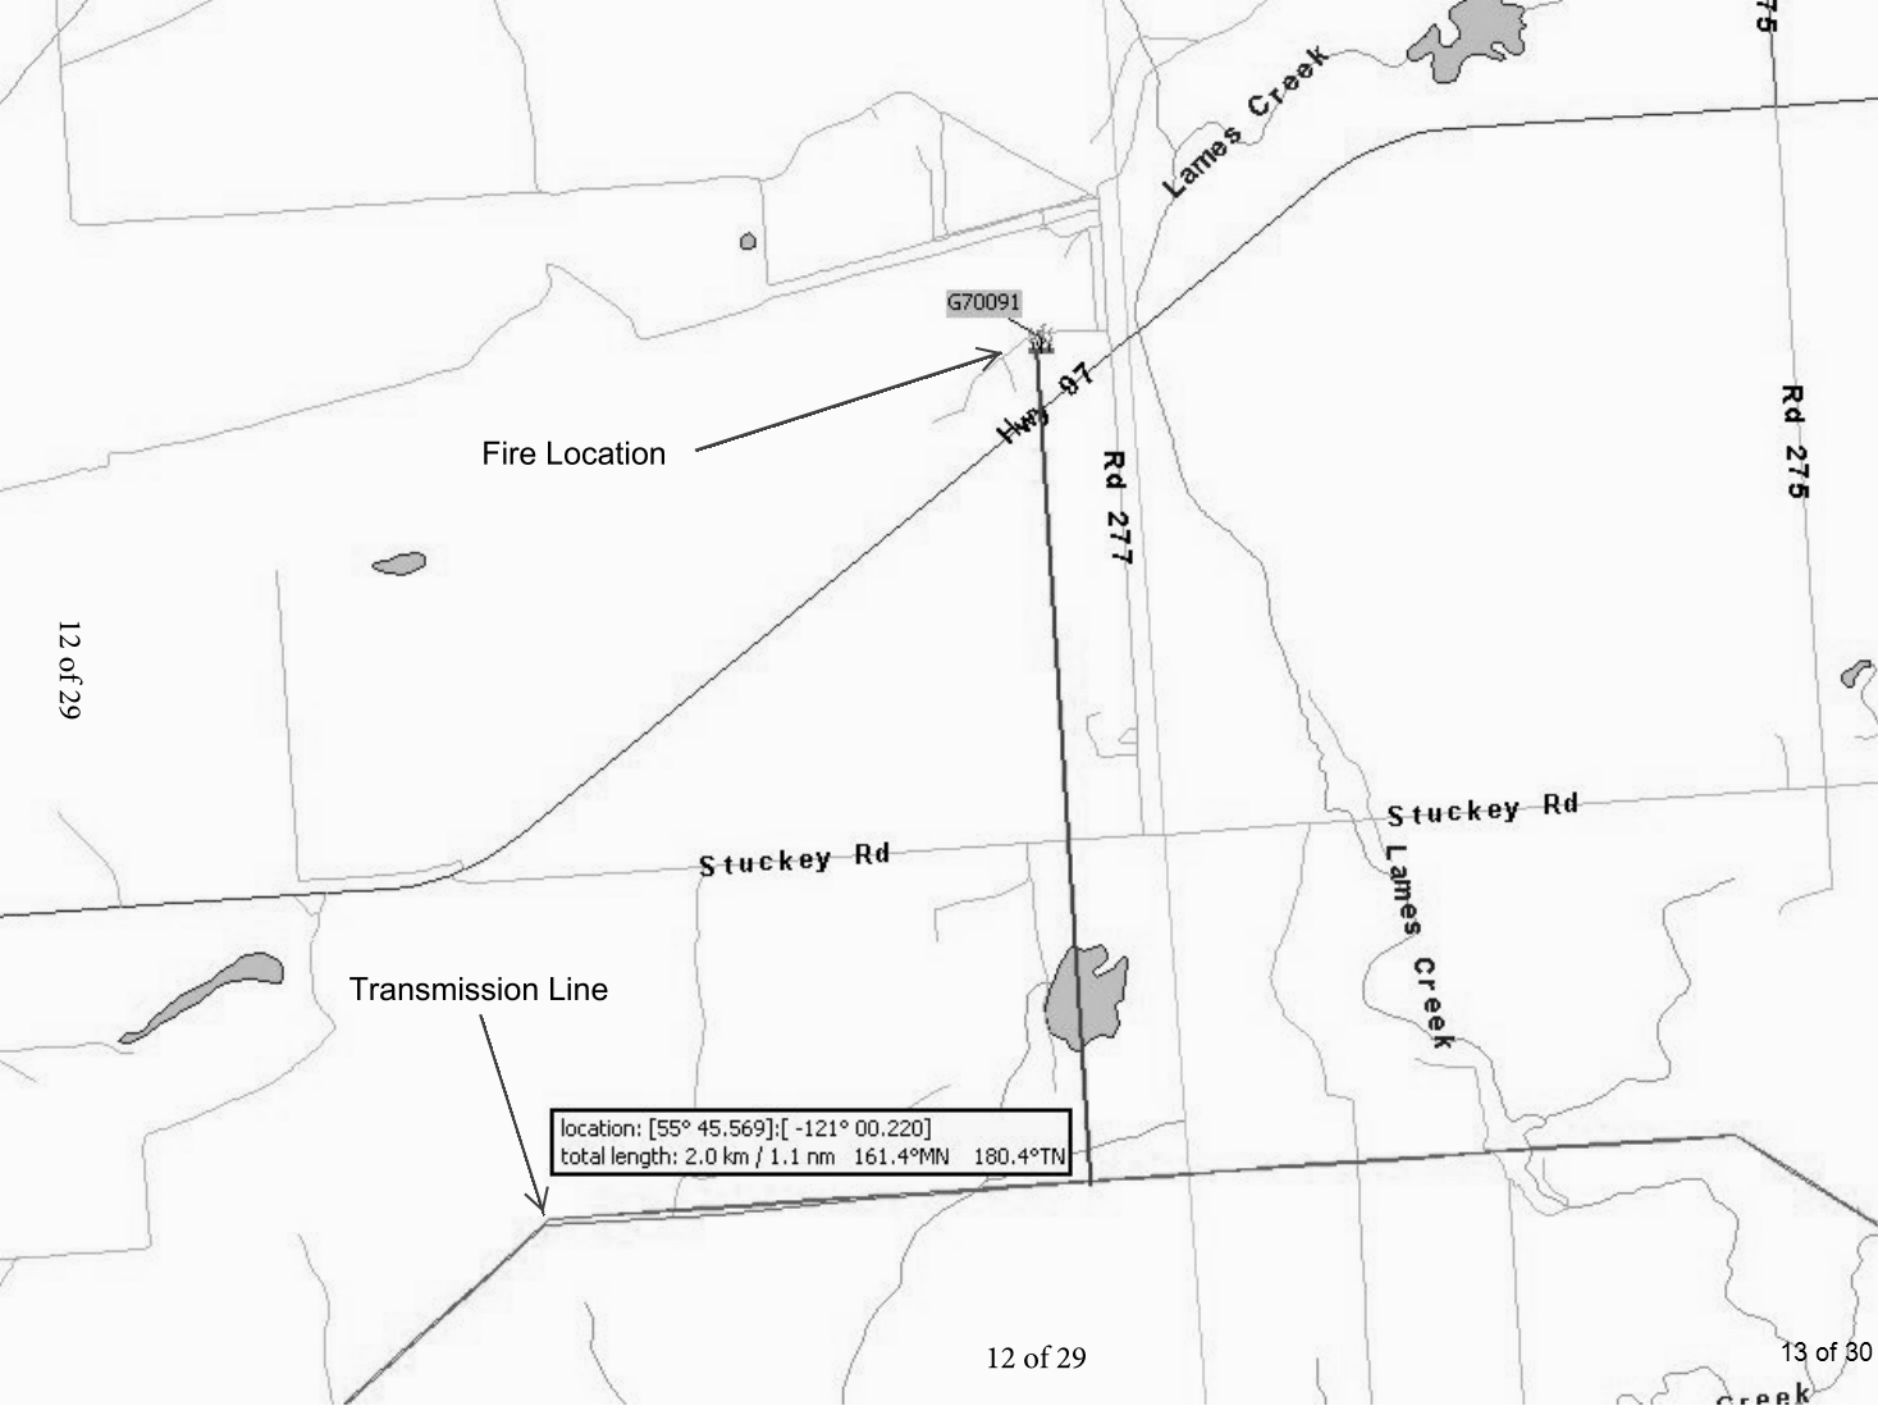 75
Lames Creek
G70091
Hwy 97
Rd 275
Fire Location
Rd 277
12 of 29
Stuckey Rd
Stuckey Rd
Lames Creek
Transmission Line
location: [55° 45.569]:[ -121° 00.220]
total length: 2.0 km / 1.1 nm 161.4°MN 180.4°TN
12 of 29
13 of 30
Creek